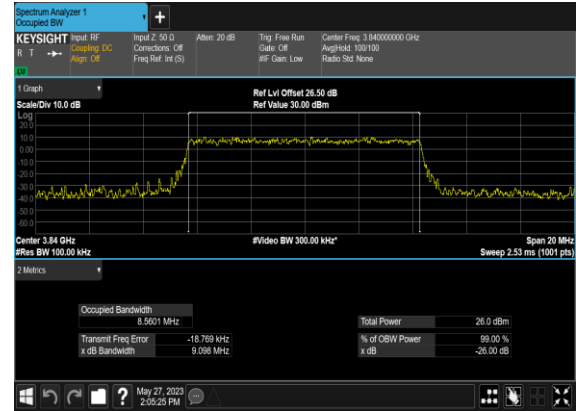 Spectrum Analyzer 1
Occupied BW
+
KEYSIGHT Input: RF Input Z: 50 Ω Atten: 20 dB Trig: Free Run Center Freq: 3.840000000 GHz
R T Coupling: DC Corrections: Off Gate: Off Avg|Hold: 100/100
Align: Off Freq Ref: Int (S) #IF Gain: Low Radio Std: None
LV
1 Graph
Ref Lvl Offset 26.50 dB
Scale/Div 10.0 dB Ref Value 30.00 dBm
Log
20.0
10.0
0.00
-10.0
-20.0
-30.0
-40.0
-50.0
-60.0
Center 3.84 GHz #Video BW 300.00 kHz* Span 20 MHz
#Res BW 100.00 kHz Sweep 2.53 ms (1001 pts)
2 Metrics
Occupied Bandwidth
8.5601 MHz Total Power 26.0 dBm
Transmit Freq Error -18.769 kHz % of OBW Power 99.00 %
x dB Bandwidth 9.098 MHz x dB -26.00 dB
?
May 27, 2023
2:05:25 PM